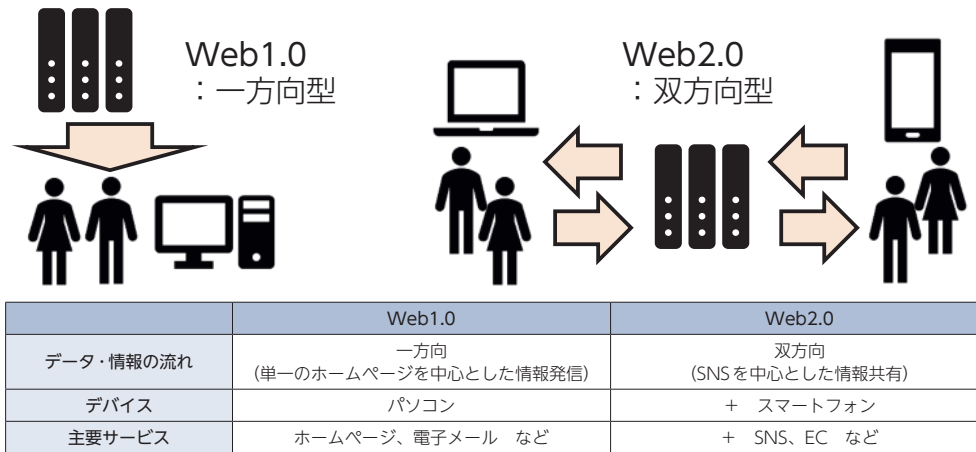 Web1.0
：一方向型
Web2.0
：双方向型
Web1.0 Web2.0
データ・情報の流れ 一方向 双方向
（単一のホームページを中心とした情報発信） （SNSを中心とした情報共有）
デバイス パソコン ＋ スマートフォン
主要サービス ホームページ、電子メール など ＋ SNS、EC など